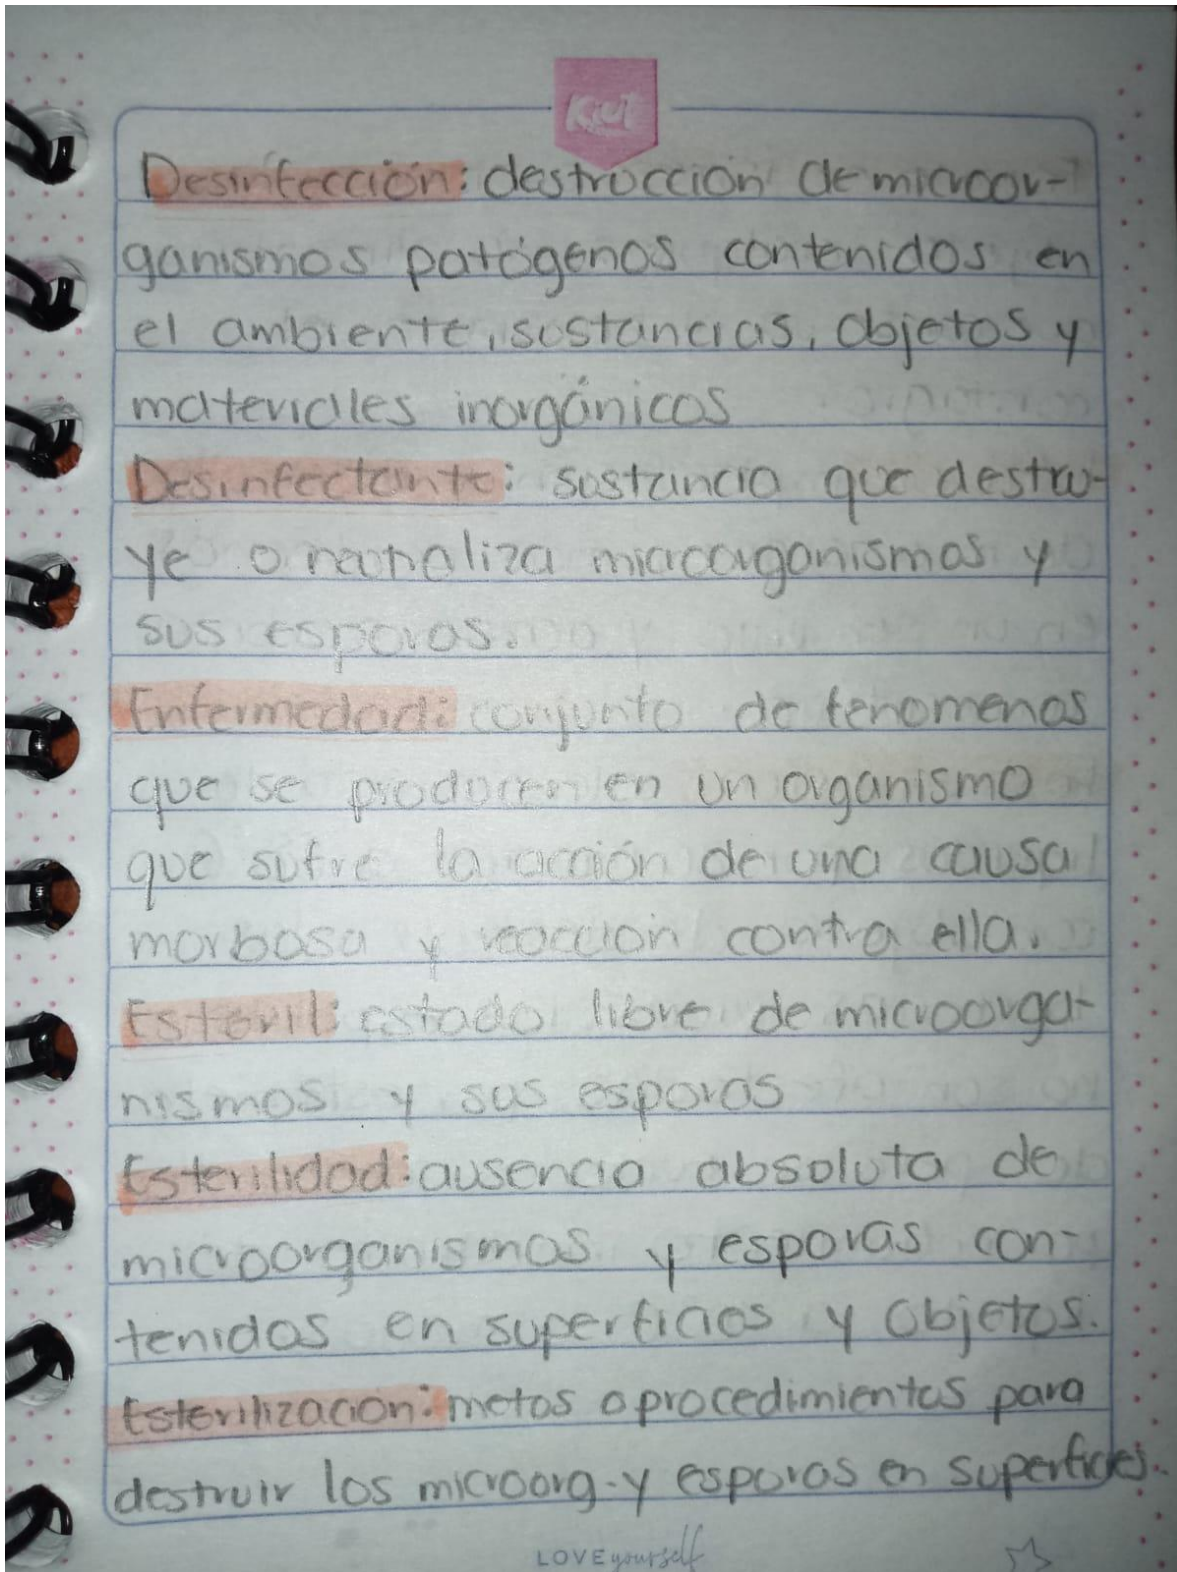 Kiut
Desinfección: destrucción de microor-
ganismos patógenos contenidos en
el ambiente, sustancias, objetos y
materiales inorgánicos
Desinfectante: sustancia que destru-
ye o neutraliza microorganismos y
sus esporas.
Enfermedad: conjunto de fenomenos
que se producen en un organismo
que sufre la acción de una causa
morbosa y reaccion contra ella.
Esteril: estado libre de microorga-
nismos y sus esporas
Esterilidad: ausencia absoluta de
microorganismos y esporas con-
tenidos en superficies y objetos.
Esterilización: metos o procedimientos para
destruir los microorg. y esporas en superficies.
LOVE yourself